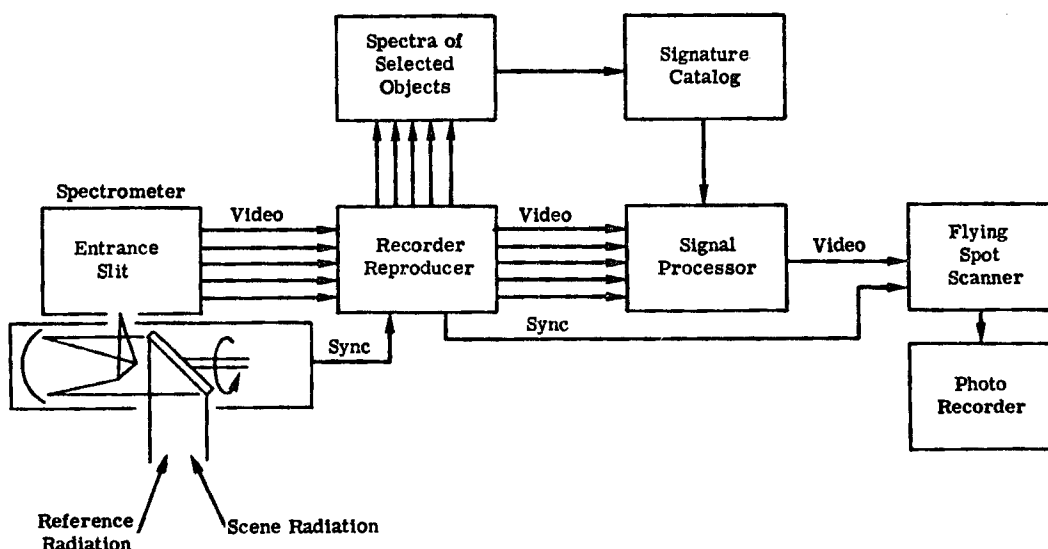 Spectra of
Selected
Objects
Signature
Catalog
Spectrometer
Entrance
Slit
Video
Recorder
Reproducer
Video
Signal
Processor
Video
Flying
Spot
Scanner
Sync
Sync
Photo
Recorder
Reference
Radiation
Scene Radiation